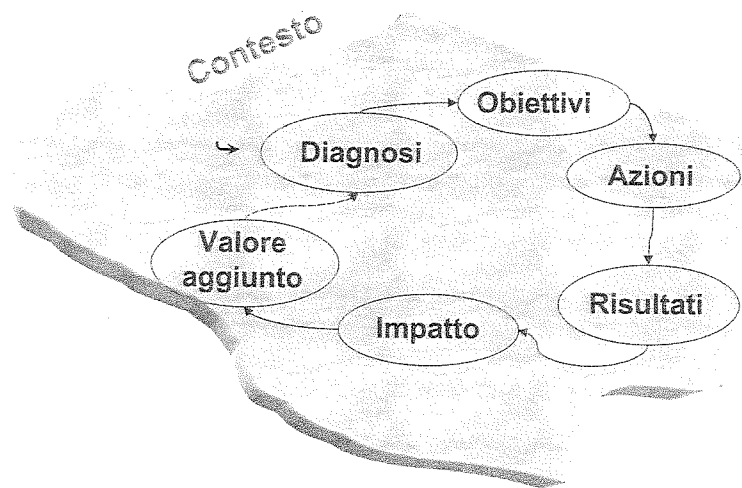 Contesto
Obiettivi
Diagnosi
Azioni
Valore
aggiunto
Risultati
Impatto